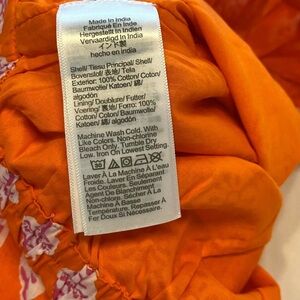 Made In India
Fabriqué En Inde
Hergestellt In Indien
Vervaardigd In India
インド製
hecho en India
Shell/Tissu Principal/ Shell/
Bovenstof/ 表地/ Tela
Exterior: 100% Cotton/ Coton/
Baumwolle/ Katoen/ 綿/
algodón
Lining/ Doublure/ Futter/
Voering/ 裏地/ Forro: 100%
Cotton/ Coton/ Baumwolle/
Katoen/ 綿/ algodón
Machine Wash Cold. With
Like Colors. Non-chlorine
Bleach Only. Tumble Dry
Low. Iron On Lowest Setting
Laver À La Machine À L'eau
Froide. Laver En Séparant
Les Couleurs. Seulement
Agent De Blanchiment
Non Chloré. Sécher À La
Machine À Basse
Température. Repasser À
Fer Doux Si Nécessaire.